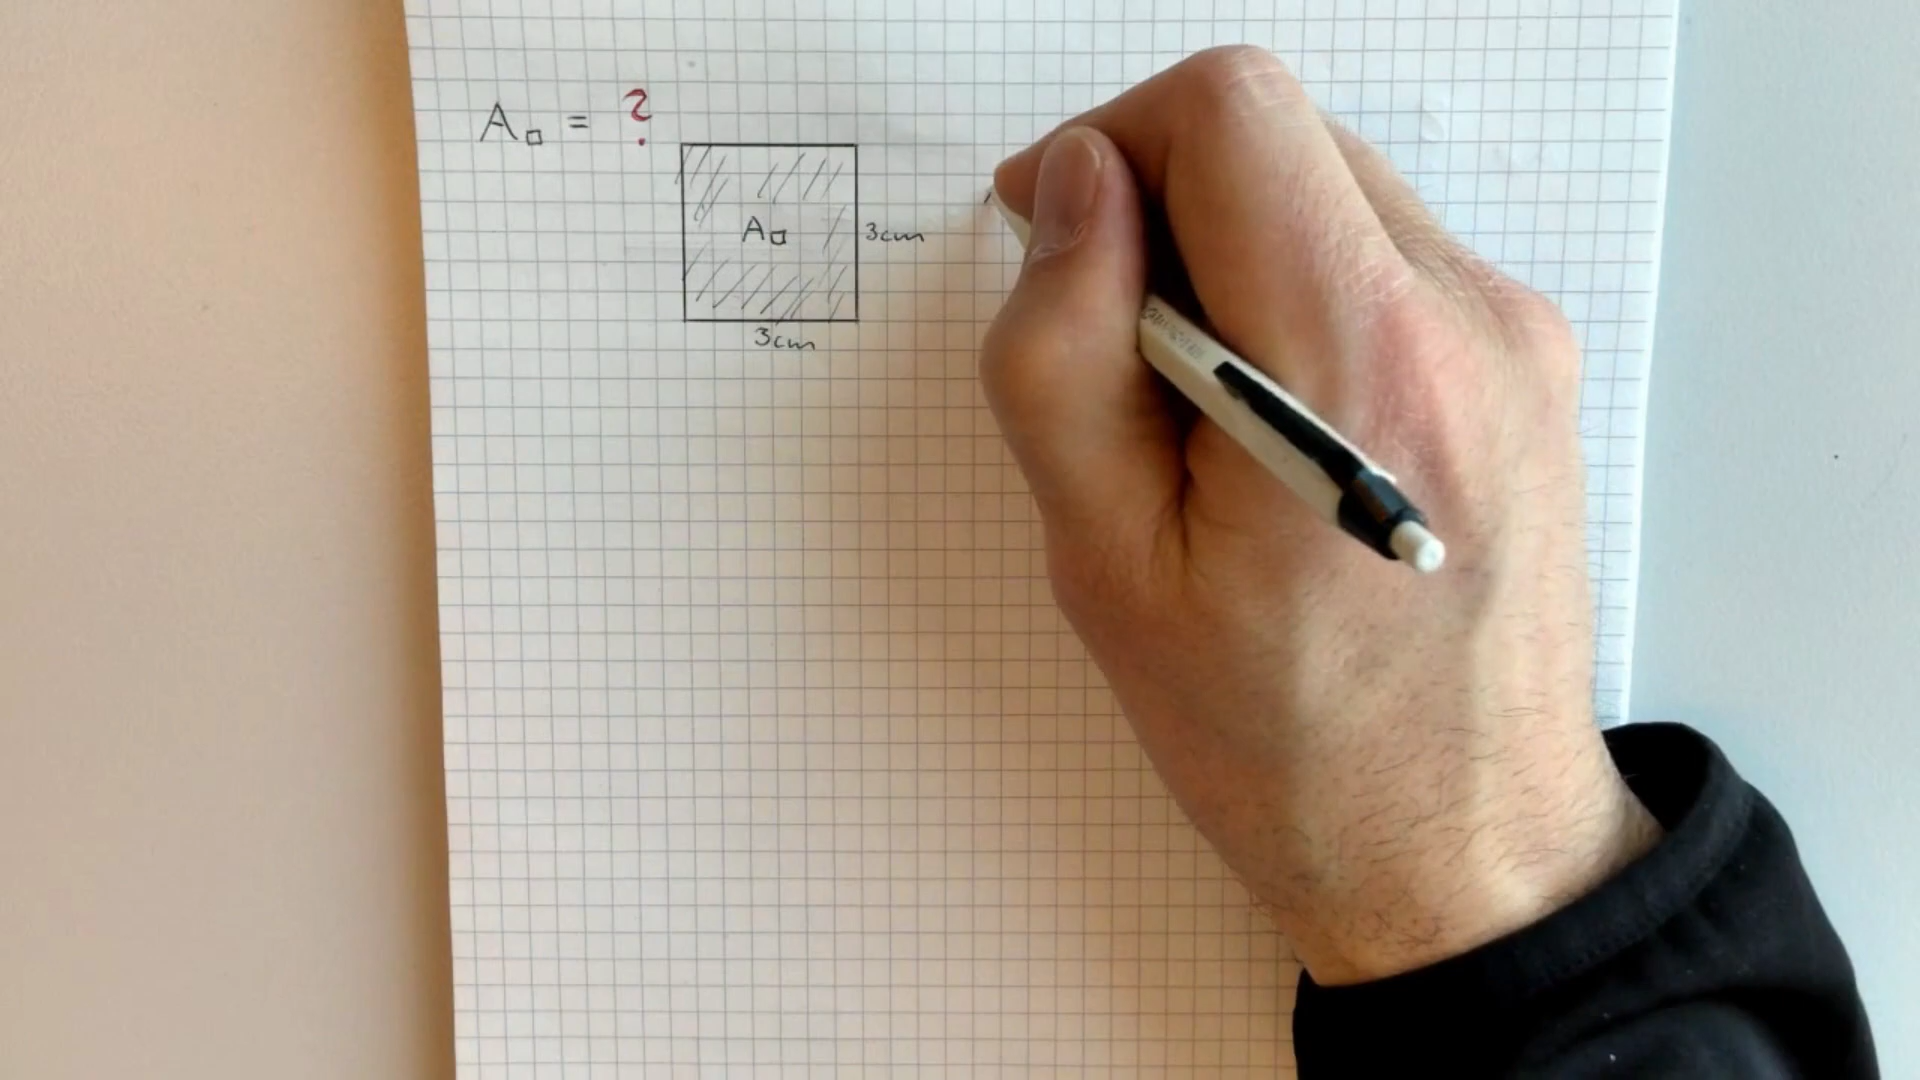 A□ = ?
A□
3cm
3cm